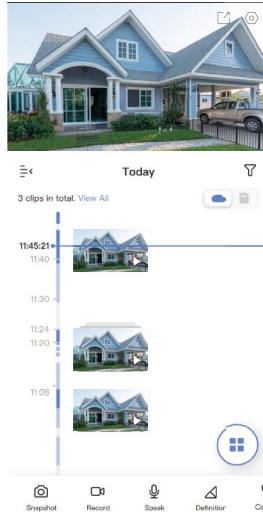 Today
3 clips in total. View All
11:45:21
11:40
11:30
11:24
11:20
11:08
Snapshot
Record
Speak
Definition